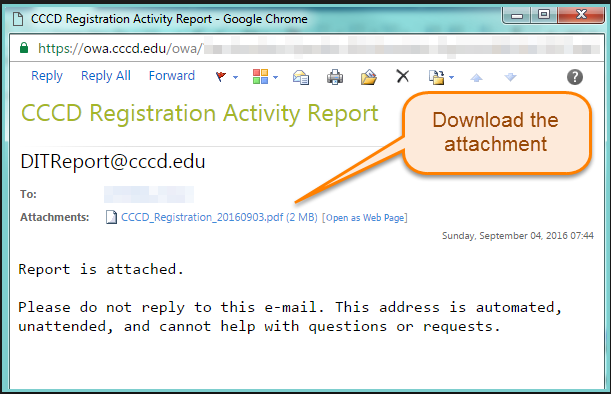 CCCD Registration Activity Report - Google Chrome
https://owa.cccd.edu/owa/
Reply Reply All Forward
CCCD Registration Activity Report
Download the
attachment
DITReport@cccd.edu
To:
Attachments: CCCD_Registration_20160903.pdf (2 MB) [Open as Web Page]
Sunday, September 04, 2016 07:44
Report is attached.
Please do not reply to this e-mail. This address is automated,
unattended, and cannot help with questions or requests.